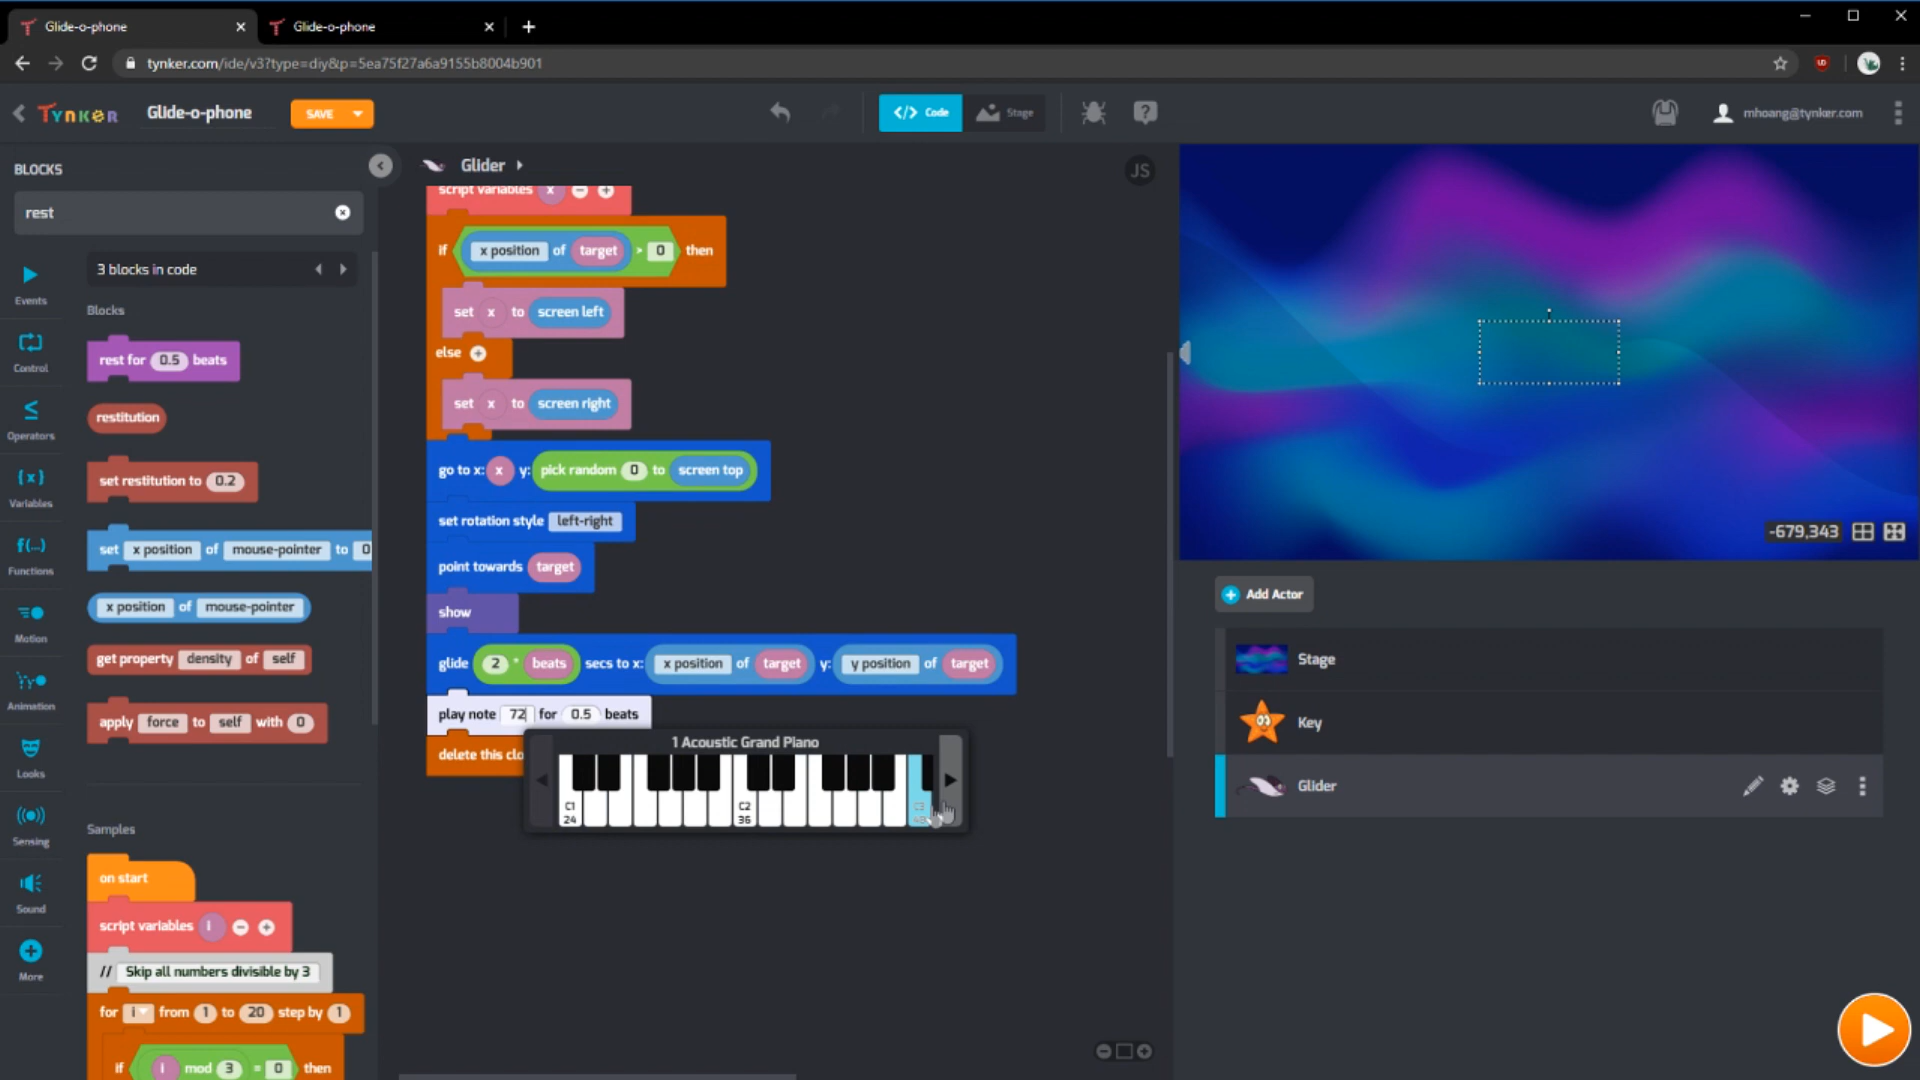 Glide-o-phone
Glide-o-phone
tynker.com/ide/v3?type=diy&p=5ea75f27a6a9155b8004b901
Tynker
Glide-o-phone
SAVE
</> Code
Stage
mhoang@tynker.com
BLOCKS
rest
3 blocks in code
Blocks
rest for 0.5 beats
restitution
set restitution to 0.2
set x position of mouse-pointer to 0
x position of mouse-pointer
get property density of self
apply force to self with 0
Samples
on start
script variables i
// Skip all numbers divisible by 3
for i from 1 to 20 step by 1
if i mod 3 = 0 then
Events
Control
Operators
{x}
Variables
f(...)
Functions
Motion
Animation
Looks
Sensing
Sound
More
Glider
JS
script variables x
if x position of target > 0 then
set x to screen left
else
set x to screen right
go to x: x y: pick random 0 to screen top
set rotation style left-right
point towards target
show
glide 2 * beats secs to x: x position of target y: y position of target
play note 72 for 0.5 beats
delete this clo
1 Acoustic Grand Piano
C1
24
C2
36
C3
48
-679,343
Add Actor
Stage
Key
Glider